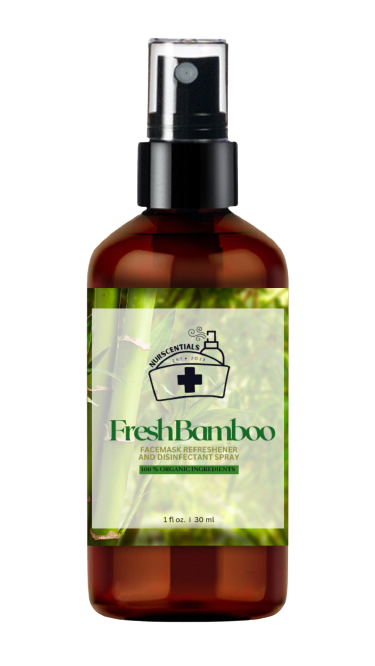 NURSCENTIALS
FreshBamboo
FACEMASK REFRESHENER
AND DISINFECTANT SPRAY
100 % ORGANIC INGREDIENTS
1 fl oz. I 30 ml